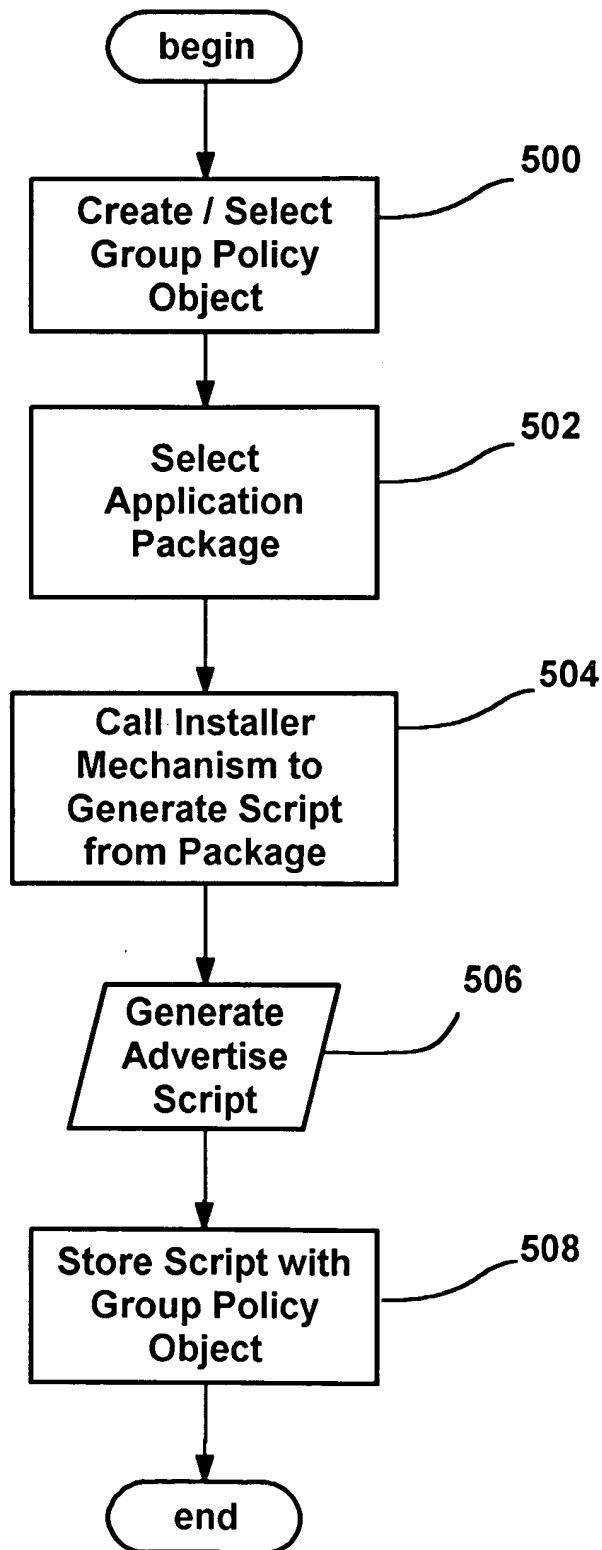 begin
500
Create / Select
Group Policy
Object
502
Select
Application
Package
504
Call Installer
Mechanism to
Generate Script
from Package
506
Generate
Advertise
Script
508
Store Script with
Group Policy
Object
end